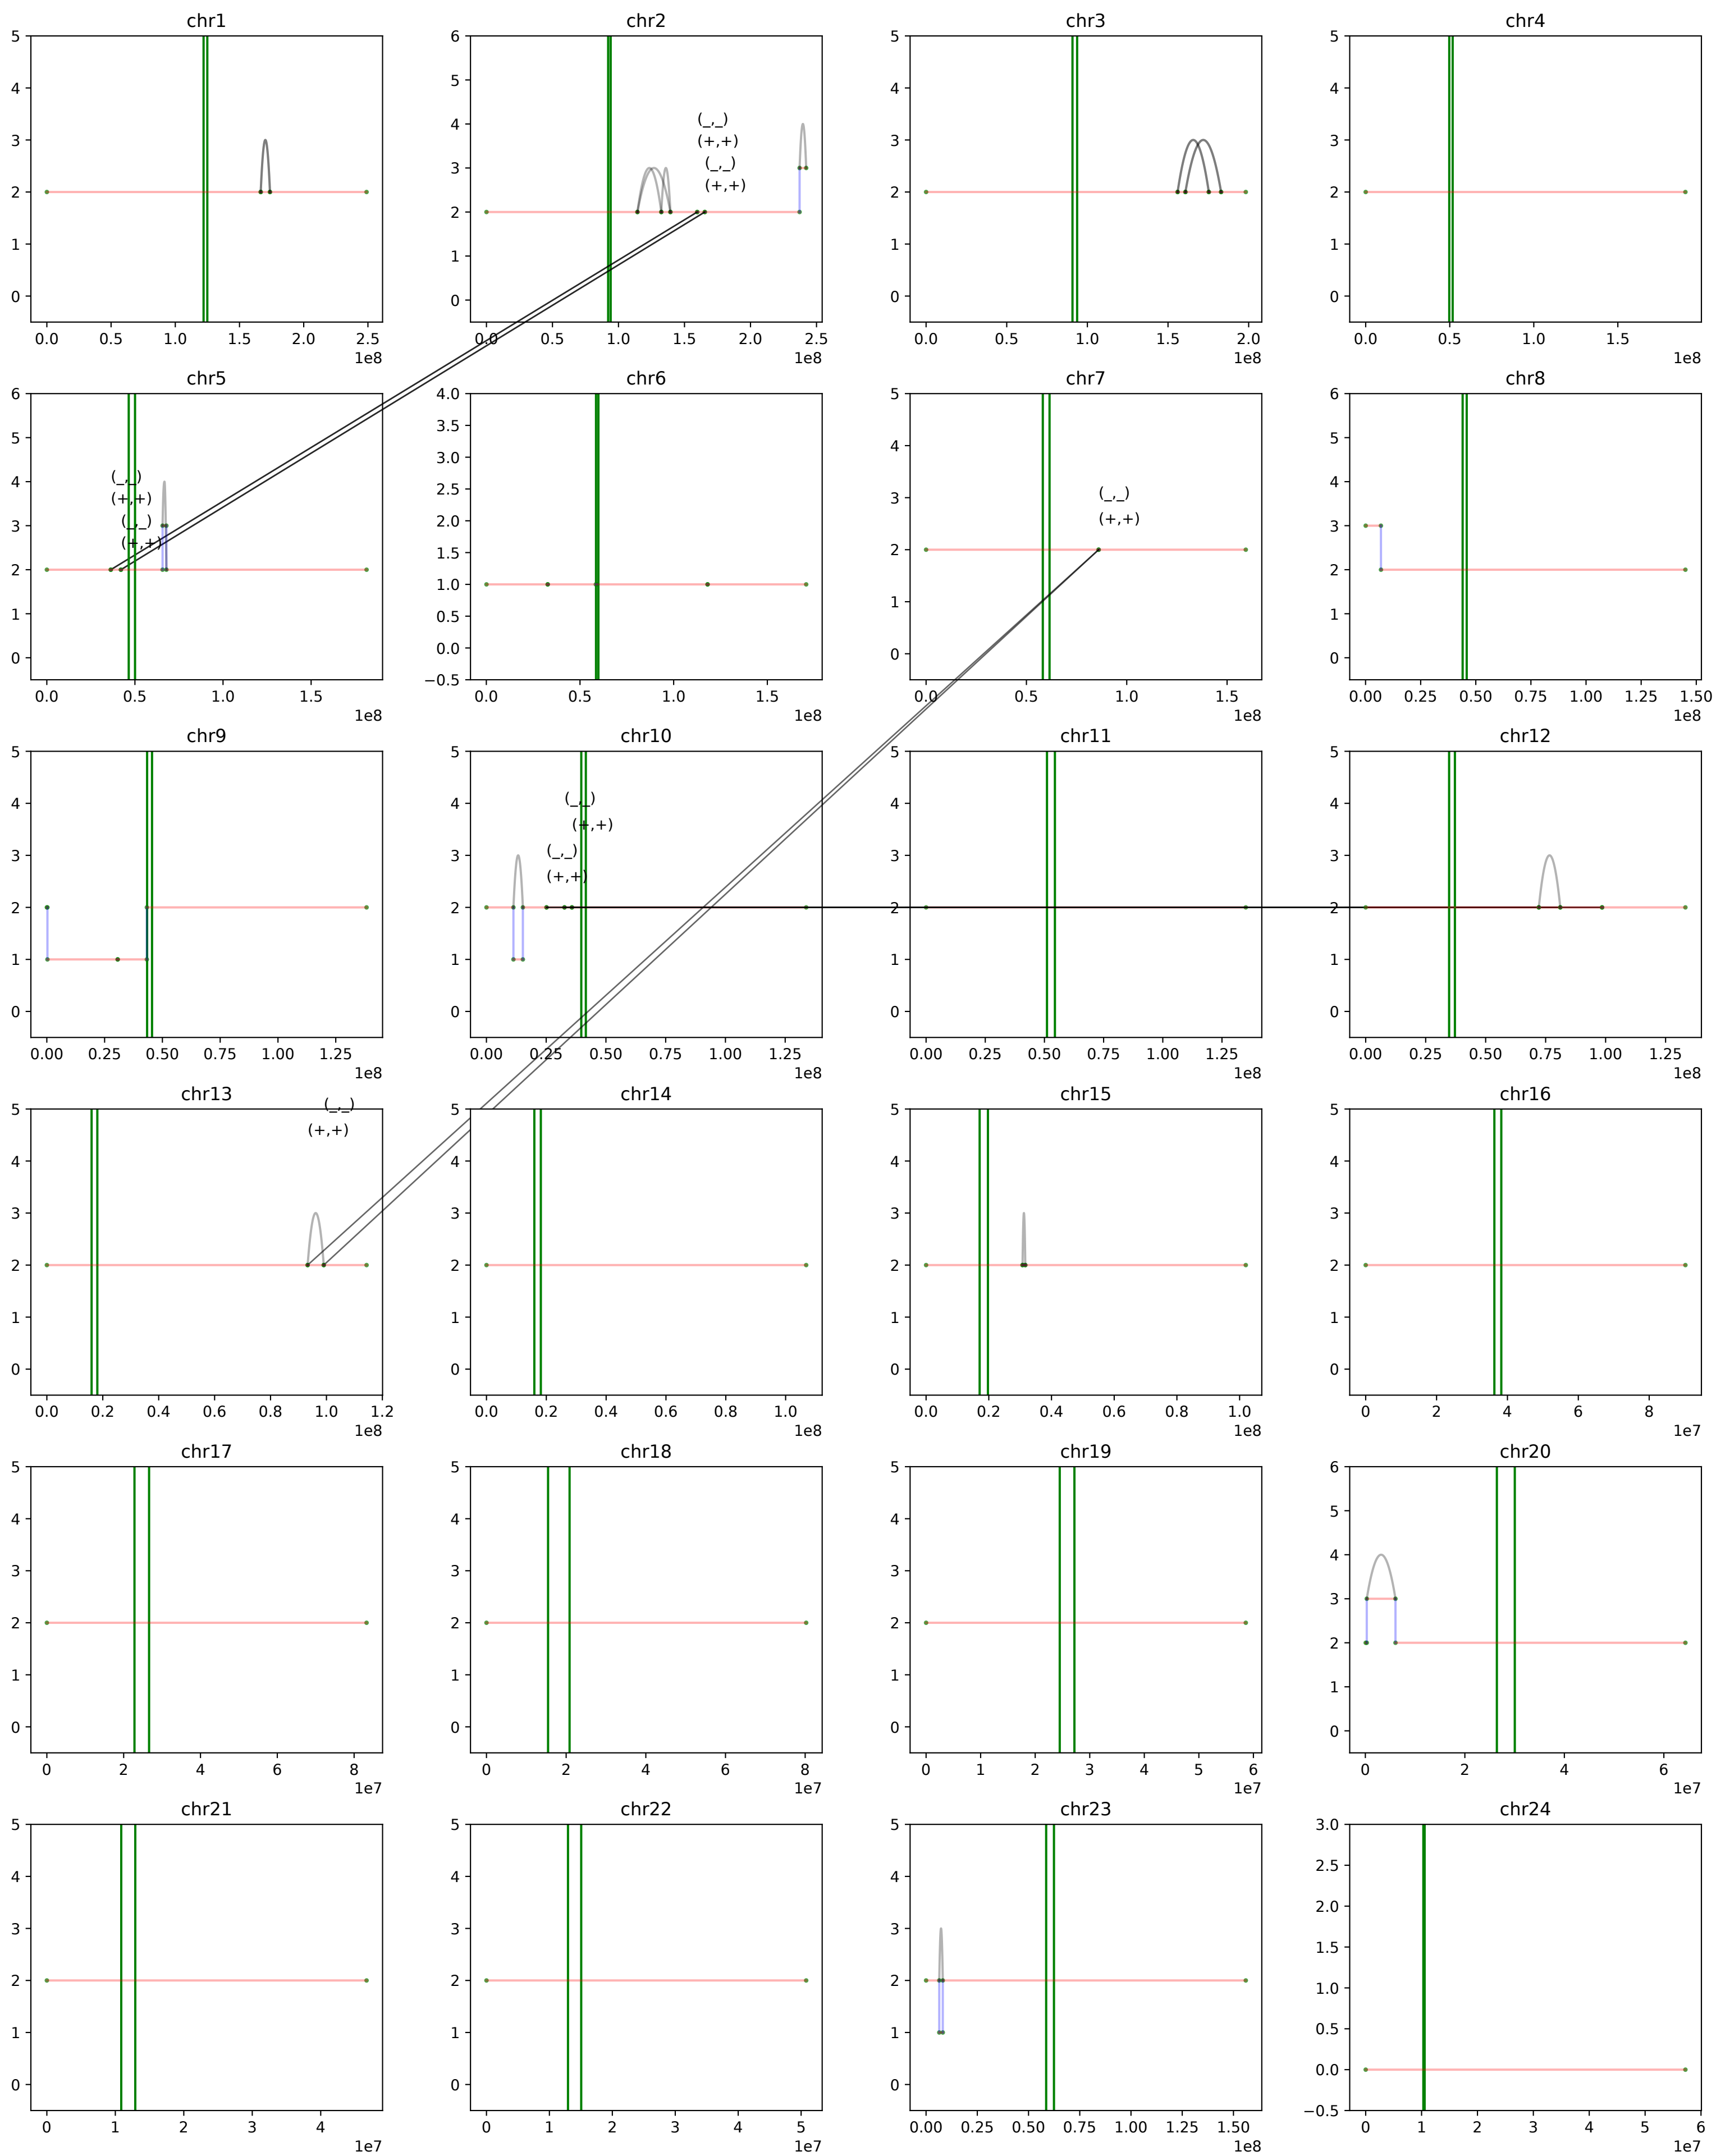 chr1 chr2 chr3 chr4
5 6 5 5
4 5 4 4
3 4 (_,_) 3 3
(+,+)
2 3 (_,_) 2 2
(+,+)
1 2 1 1
0 1 0 0
0
0.0 0.5 1.0 1.5 2.0 2.5 0.0 0.5 1.0 1.5 2.0 2.5 0.0 0.5 1.0 1.5 2.0 0.0 0.5 1.0 1.5
1e8 1e8 1e8 1e8
chr5 chr6 chr7 chr8
6 4.0 5 6
5 3.5 4 5
4 (_,_) 3.0 3 (_,_) 4
(+,+) 2.5 (+,+)
3 (_,_) 2.0 2 3
(+,+) 1.5
2 1.0 1 2
1 0.5 0 1
0 0.0 0
−0.5
0.0 0.5 1.0 1.5 0.0 0.5 1.0 1.5 0.0 0.5 1.0 1.5 0.00 0.25 0.50 0.75 1.00 1.25 1.50
1e8 1e8 1e8 1e8
chr9 chr10 chr11 chr12
5 5 5 5
4 4 (_,_) 4 4
(+,+)
3 3 (_,_) 3 3
(+,+)
2 2 2 2
1 1 1 1
0 0 0 0
0.00 0.25 0.50 0.75 1.00 1.25 0.00 0.25 0.50 0.75 1.00 1.25 0.00 0.25 0.50 0.75 1.00 1.25 0.00 0.25 0.50 0.75 1.00 1.25
1e8 1e8 1e8 1e8
chr13 chr14 chr15 chr16
5 (_,_) 5 5 5
(+,+)
4 4 4 4
3 3 3 3
2 2 2 2
1 1 1 1
0 0 0 0
0.0 0.2 0.4 0.6 0.8 1.0 1.2 0.0 0.2 0.4 0.6 0.8 1.0 0.0 0.2 0.4 0.6 0.8 1.0 0 2 4 6 8
1e8 1e8 1e8 1e7
chr17 chr18 chr19 chr20
5 5 5 6
4 4 4 5
3 3 3 4
2 2 2 3
1 1 1 2
0 0 0 1
0
0 2 4 6 8 0 2 4 6 8 0 1 2 3 4 5 6 0 2 4 6
1e7 1e7 1e7 1e7
chr21 chr22 chr23 chr24
5 5 5 3.0
4 4 4 2.5
3 3 3 2.0
1.5
2 2 2 1.0
1 1 1 0.5
0 0 0 0.0
−0.5
0 1 2 3 4 0 1 2 3 4 5 0.00 0.25 0.50 0.75 1.00 1.25 1.50 0 1 2 3 4 5 6
1e7 1e7 1e8 1e7